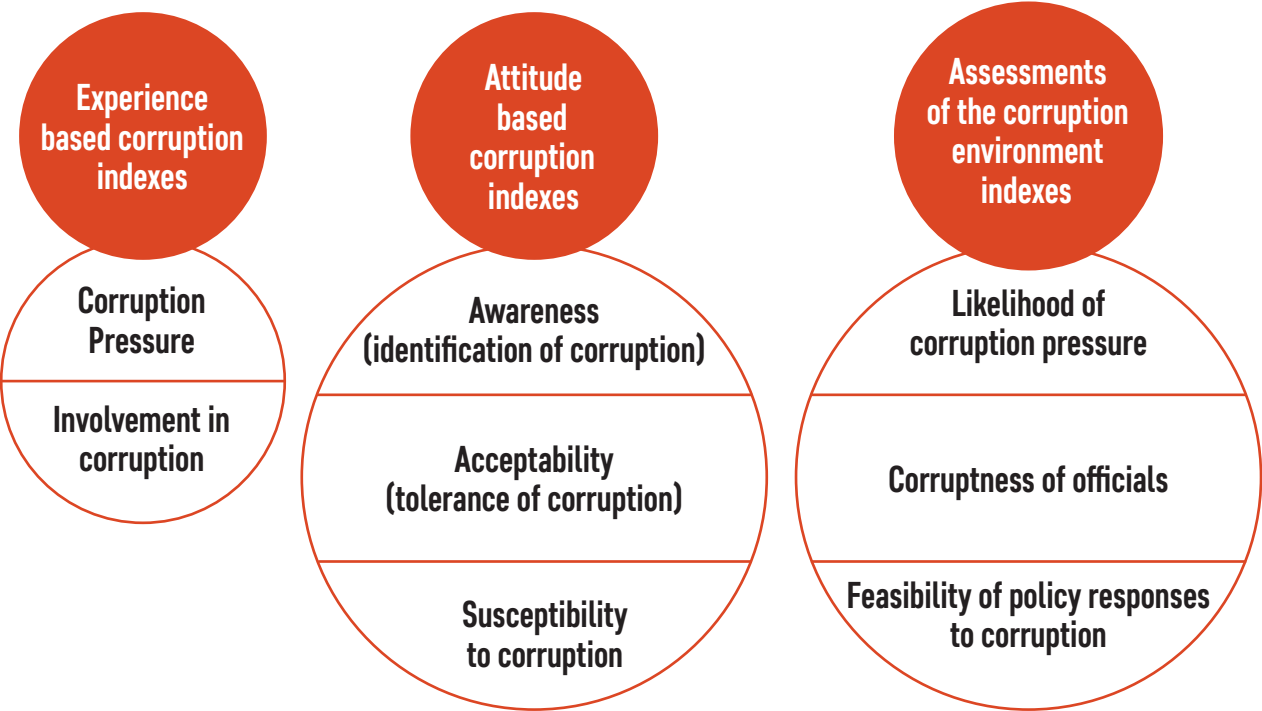 Experience
based corruption
indexes
Corruption
Pressure
Involvement in
corruption
Attitude
based
corruption
indexes
Awareness
(identification of corruption)
Acceptability
(tolerance of corruption)
Susceptibility
to corruption
Assessments
of the corruption
environment
indexes
Likelihood of
corruption pressure
Corruptness of officials
Feasibility of policy responses
to corruption